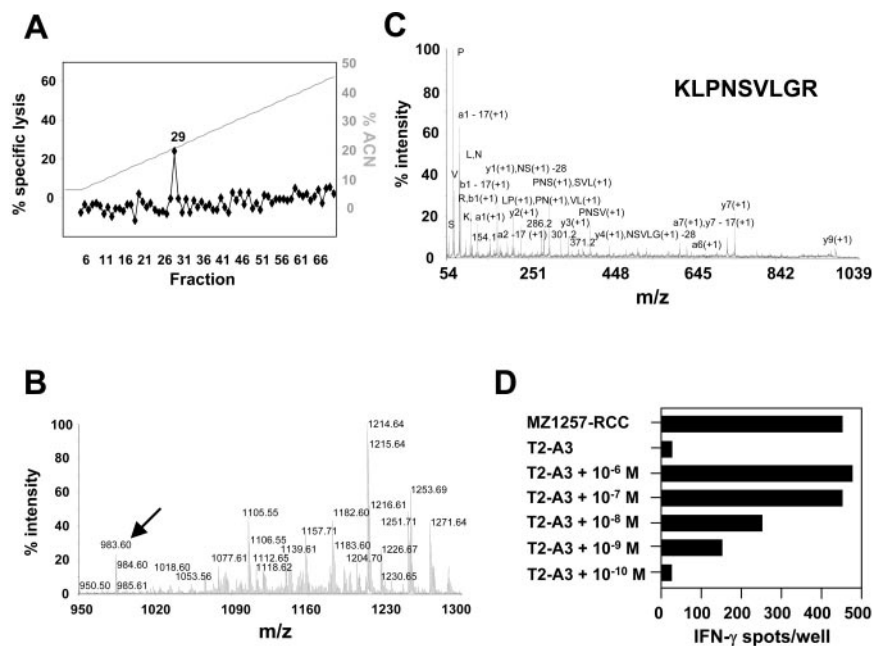 A
% specific lysis
60
40
20
0
50
40
30
20
10
0
% ACN
29
6 11 16 21 26 31 36 41 46 51 56 61 66
Fraction
C
% intensity
100
80
60
40
20
0
KLPNSVLGR
P
a1 - 17(+1)
L,N
y1(+1),NS(+1) -28
V
b1 - 17(+1)
PNS(+1),SVL(+1)
R,b1(+1)
LP(+1),PN(+1),VL(+1)
K, a1(+1)
y2(+1)
PNSV(+1)
y7(+1)
S
286.2
y3(+1)
a7(+1),y7 - 17(+1)
154.1
a2 -17 (+1)
301.2
y4(+1),NSVLG(+1) -28
371.2
a6(+1)
y9(+1)
54 251 448 645 842 1039
m/z
B
% intensity
100
80
60
40
20
0
1214.64
1215.64
1253.69
1105.55
1182.60
1216.61
1251.71
1271.64
1157.71
983.60
1106.55
1139.61
1183.60
1226.67
984.60
1077.61
1112.65
1204.70
1018.60
1118.62
950.50
985.61
1053.56
1230.65
950 1020 1090 1160 1230 1300
m/z
D
MZ1257-RCC
T2-A3
T2-A3 + 10⁻⁶ M
T2-A3 + 10⁻⁷ M
T2-A3 + 10⁻⁸ M
T2-A3 + 10⁻⁹ M
T2-A3 + 10⁻¹⁰ M
0 100 200 300 400 500
IFN-γ spots/well